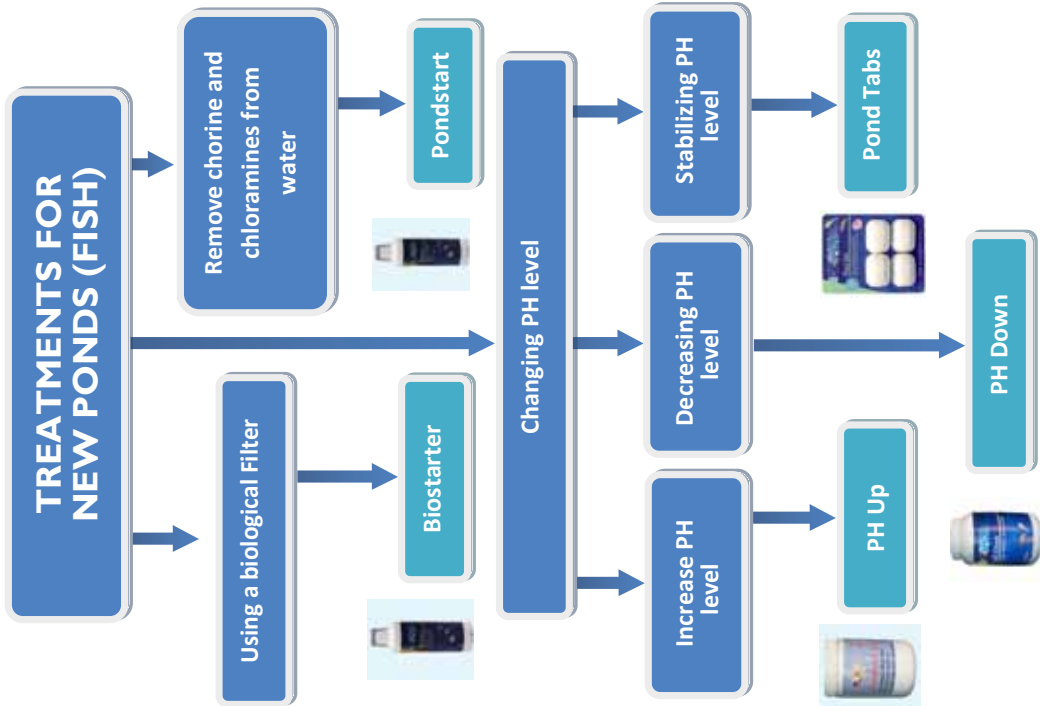 TREATMENTS FOR
NEW PONDS (FISH)
Using a biological Filter
Remove chorine and
chloramines from
water
Biostarter
Pondstart
Changing PH level
Increase PH
level
Decreasing PH
level
Stabilizing PH
level
PH Up
Pond Tabs
PH Down